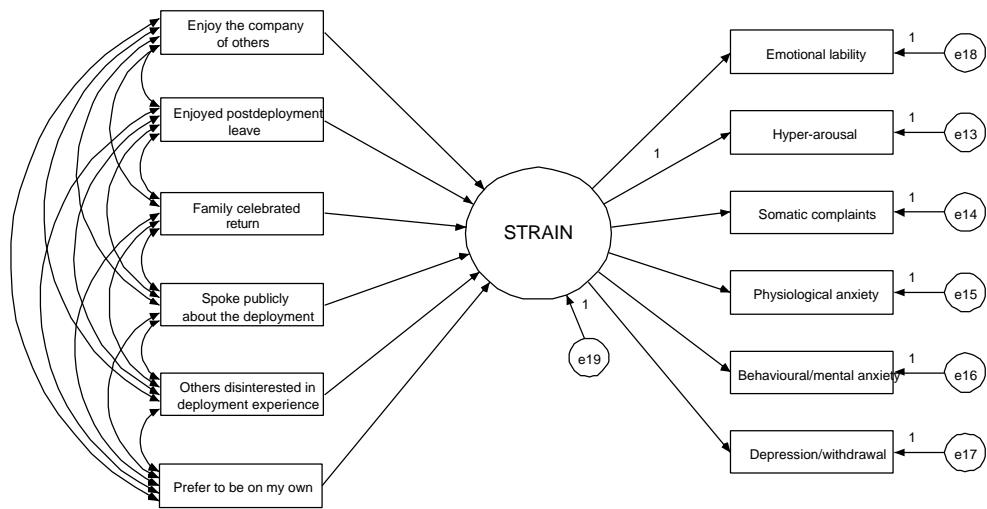 Enjoy the company
of others
Enjoyed postdeployment
leave
Family celebrated
return
Spoke publicly
about the deployment
Others disinterested in
deployment experience
Prefer to be on my own
STRAIN
1
e19
1
Emotional lability
1
e18
Hyper-arousal
1
e13
Somatic complaints
1
e14
Physiological anxiety
1
e15
Behavioural/mental anxiety
1
e16
Depression/withdrawal
1
e17